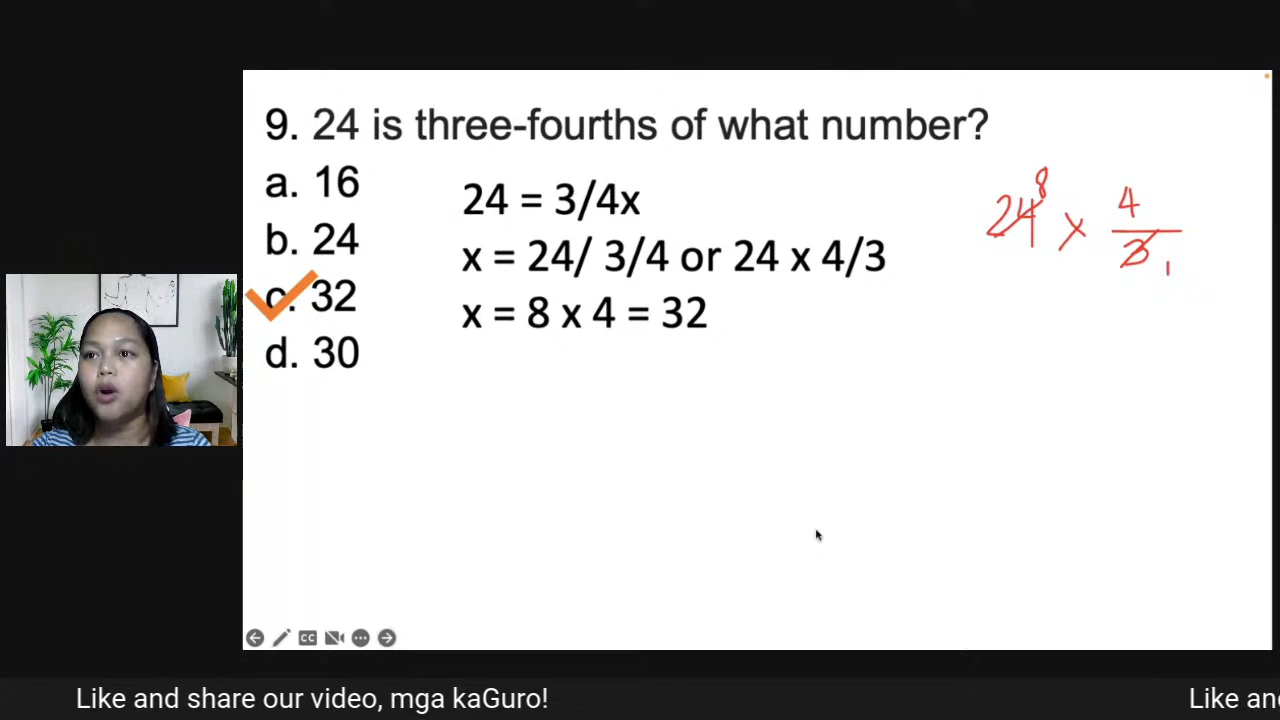 9. 24 is three-fourths of what number?
a. 16
b. 24
c. 32
d. 30
24 = 3/4x
x = 24/ 3/4 or 24 x 4/3
x = 8 x 4 = 32
24 8 x 4
3 1
CC
Like and share our video, mga kaGuro!
Like and